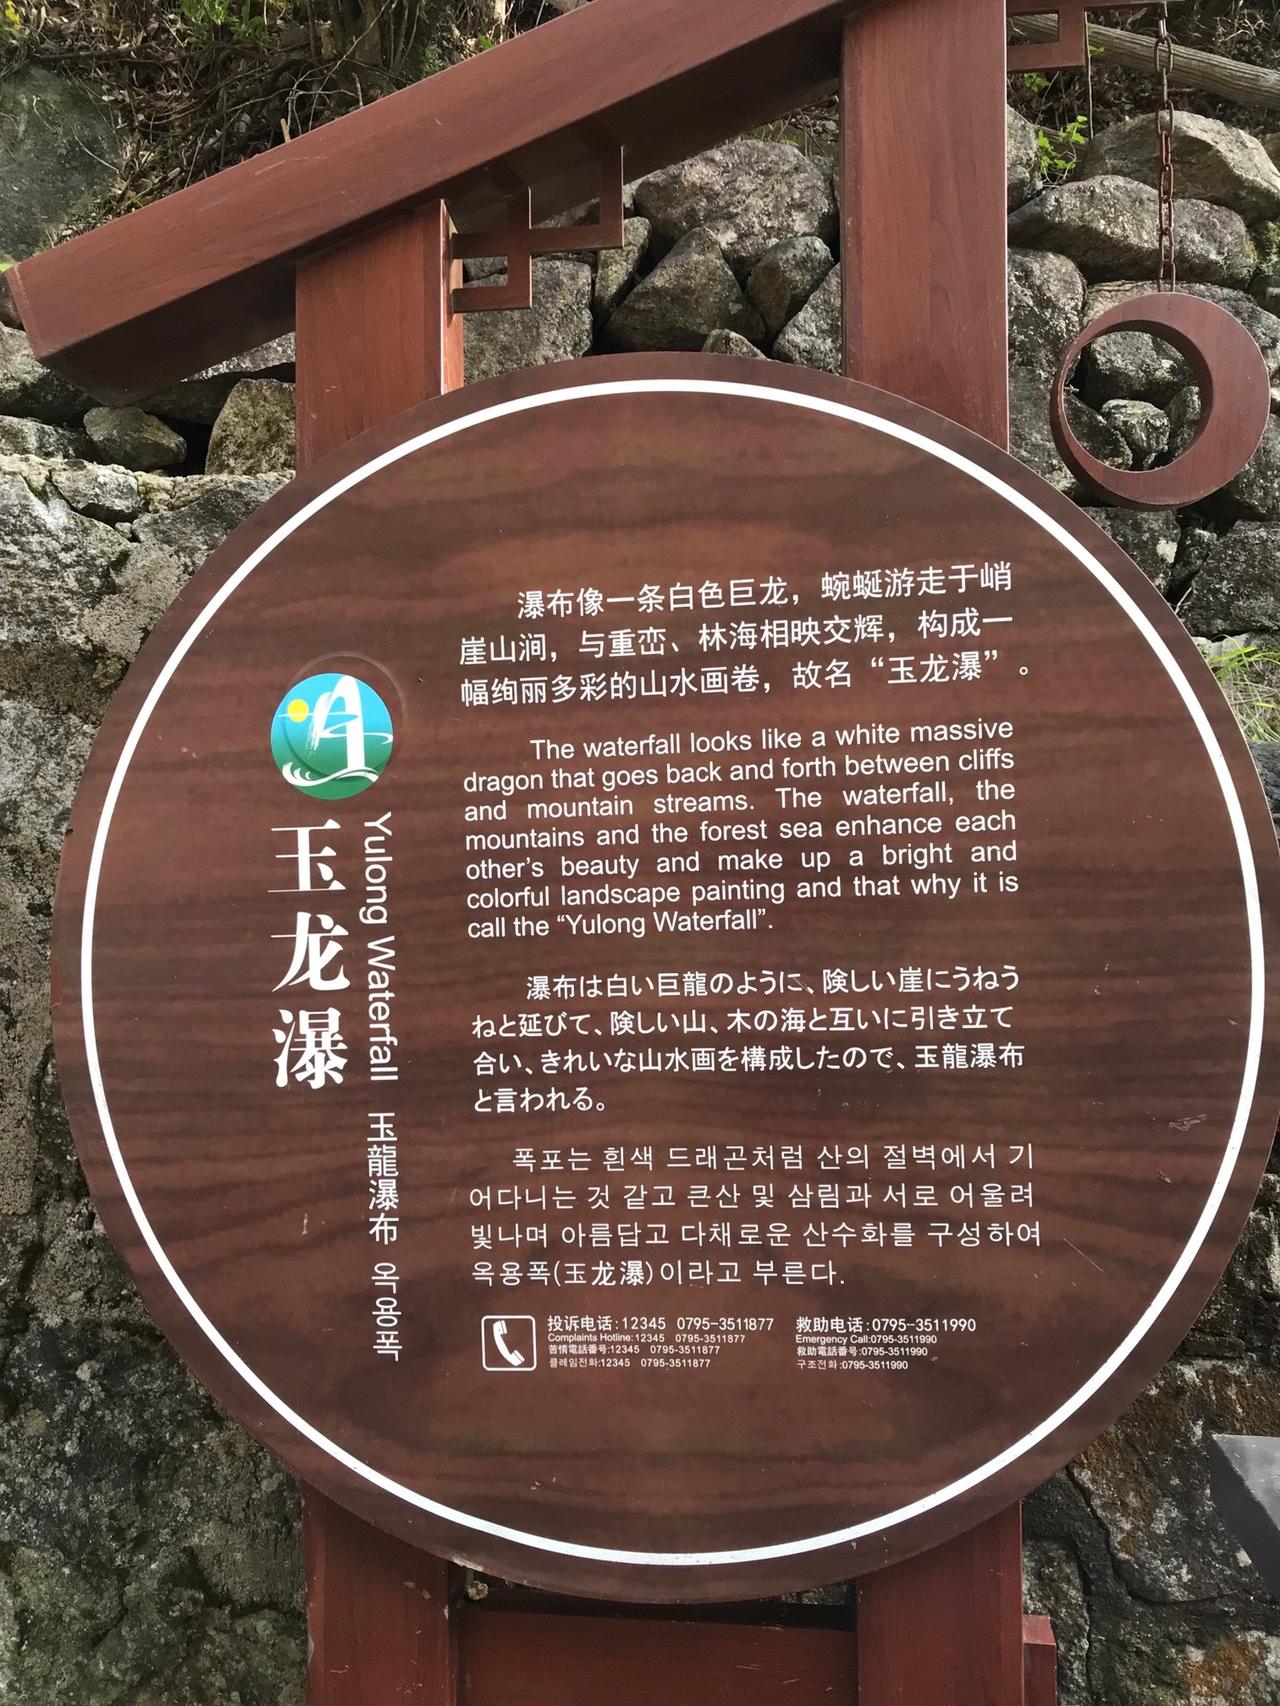 玉龙瀑
Yulong Waterfall 玉龍瀑布 옥용폭
瀑布像一条白色巨龙，蜿蜒游走于峭
崖山涧，与重峦、林海相映交辉，构成一
幅绚丽多彩的山水画卷，故名“玉龙瀑”。
The waterfall looks like a white massive
dragon that goes back and forth between cliffs
and mountain streams. The waterfall, the
mountains and the forest sea enhance each
other's beauty and make up a bright and
colorful landscape painting and that why it is
call the “Yulong Waterfall”.
瀑布は白い巨龍のように、険しい崖にうねう
ねと延びて、険しい山、木の海と互いに引き立て
合い、きれいな山水画を構成したので、玉龍瀑布
と言われる。
폭포는 흰색 드래곤처럼 산의 절벽에서 기
어다니는 것 같고 큰산 및 삼림과 서로 어울려
빛나며 아름답고 다채로운 산수화를 구성하여
옥용폭(玉龙瀑)이라고 부른다.
投诉电话:12345 0795-3511877
Complaints Hotline:12345 0795-3511877
苦情電話番号:12345 0795-3511877
클레임전화:12345 0795-3511877
救助电话:0795-3511990
Emergency Call:0795-3511990
救助電話番号:0795-3511990
구조전화:0795-3511990